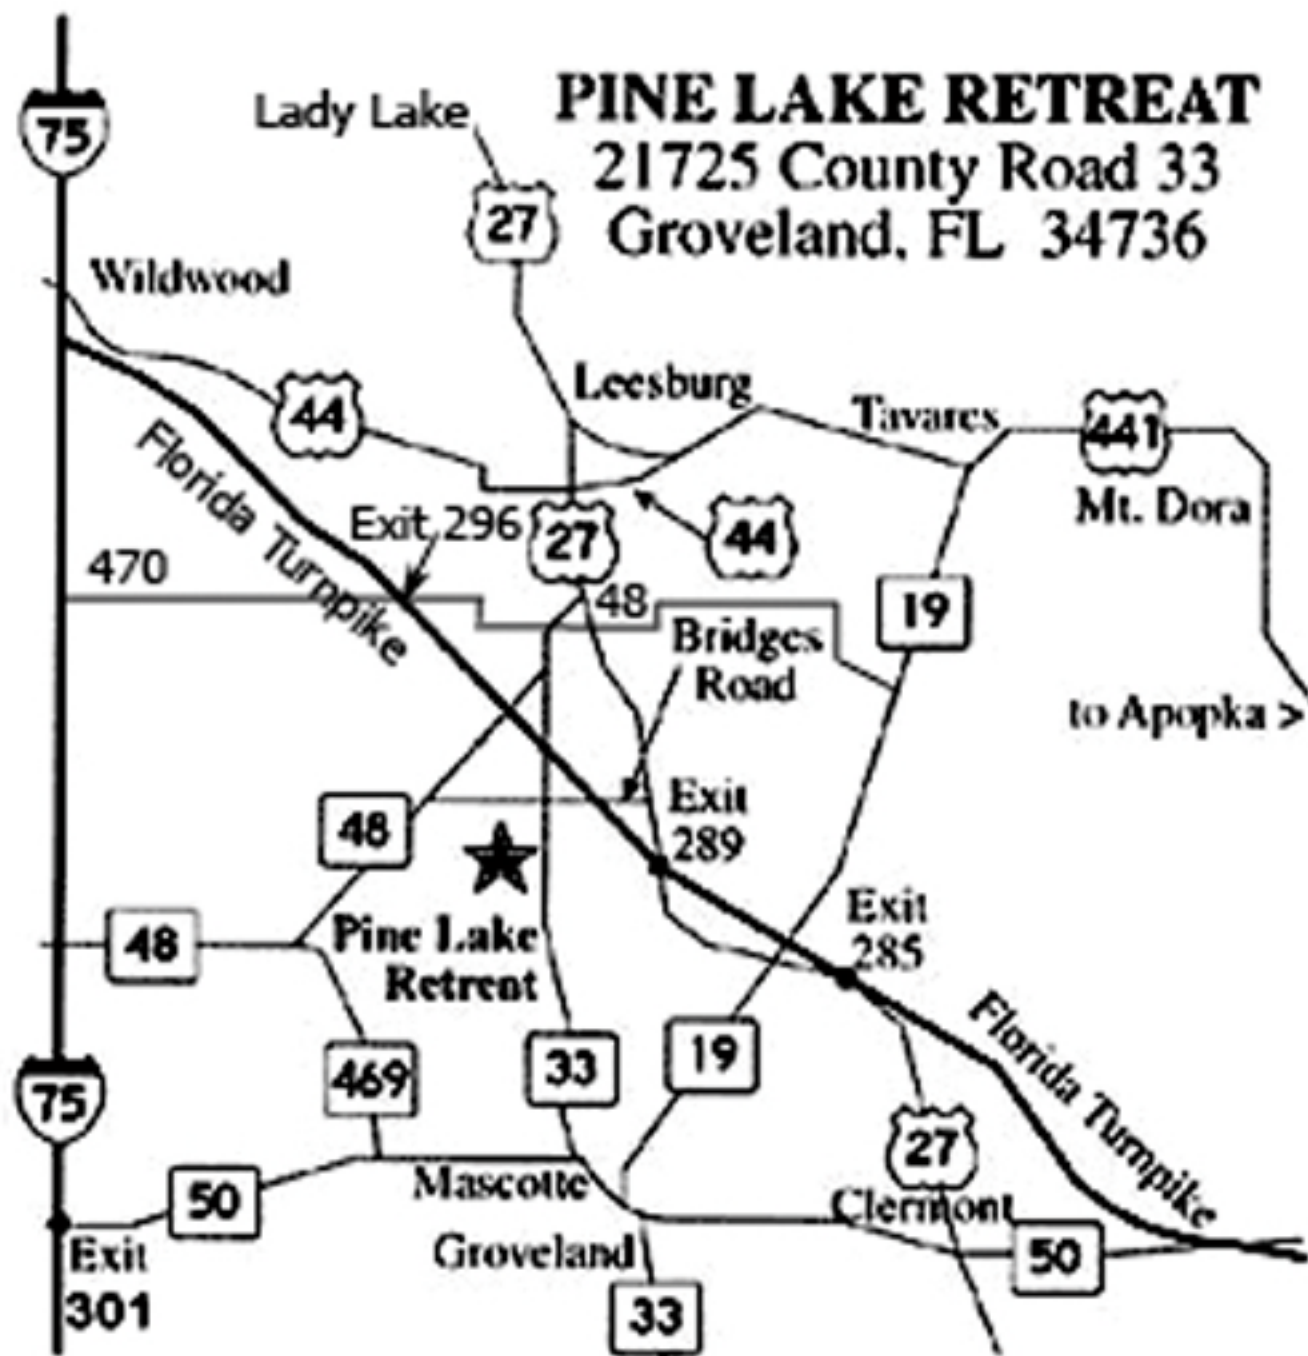 PINE LAKE RETREAT
21725 County Road 33
Groveland, FL 34736
75
Lady Lake
27
Wildwood
Leesburg
44
Tavares
441
Florida Turnpike
Mt. Dora
Exit 296
27
44
470
48
19
Bridges
Road
to Apopka >
48
Exit
289
Exit
285
48
Pine Lake
Retrent
Florida Turnpike
469
33
19
75
27
50
Mascotte
Clermont
Exit
301
Groveland
50
33